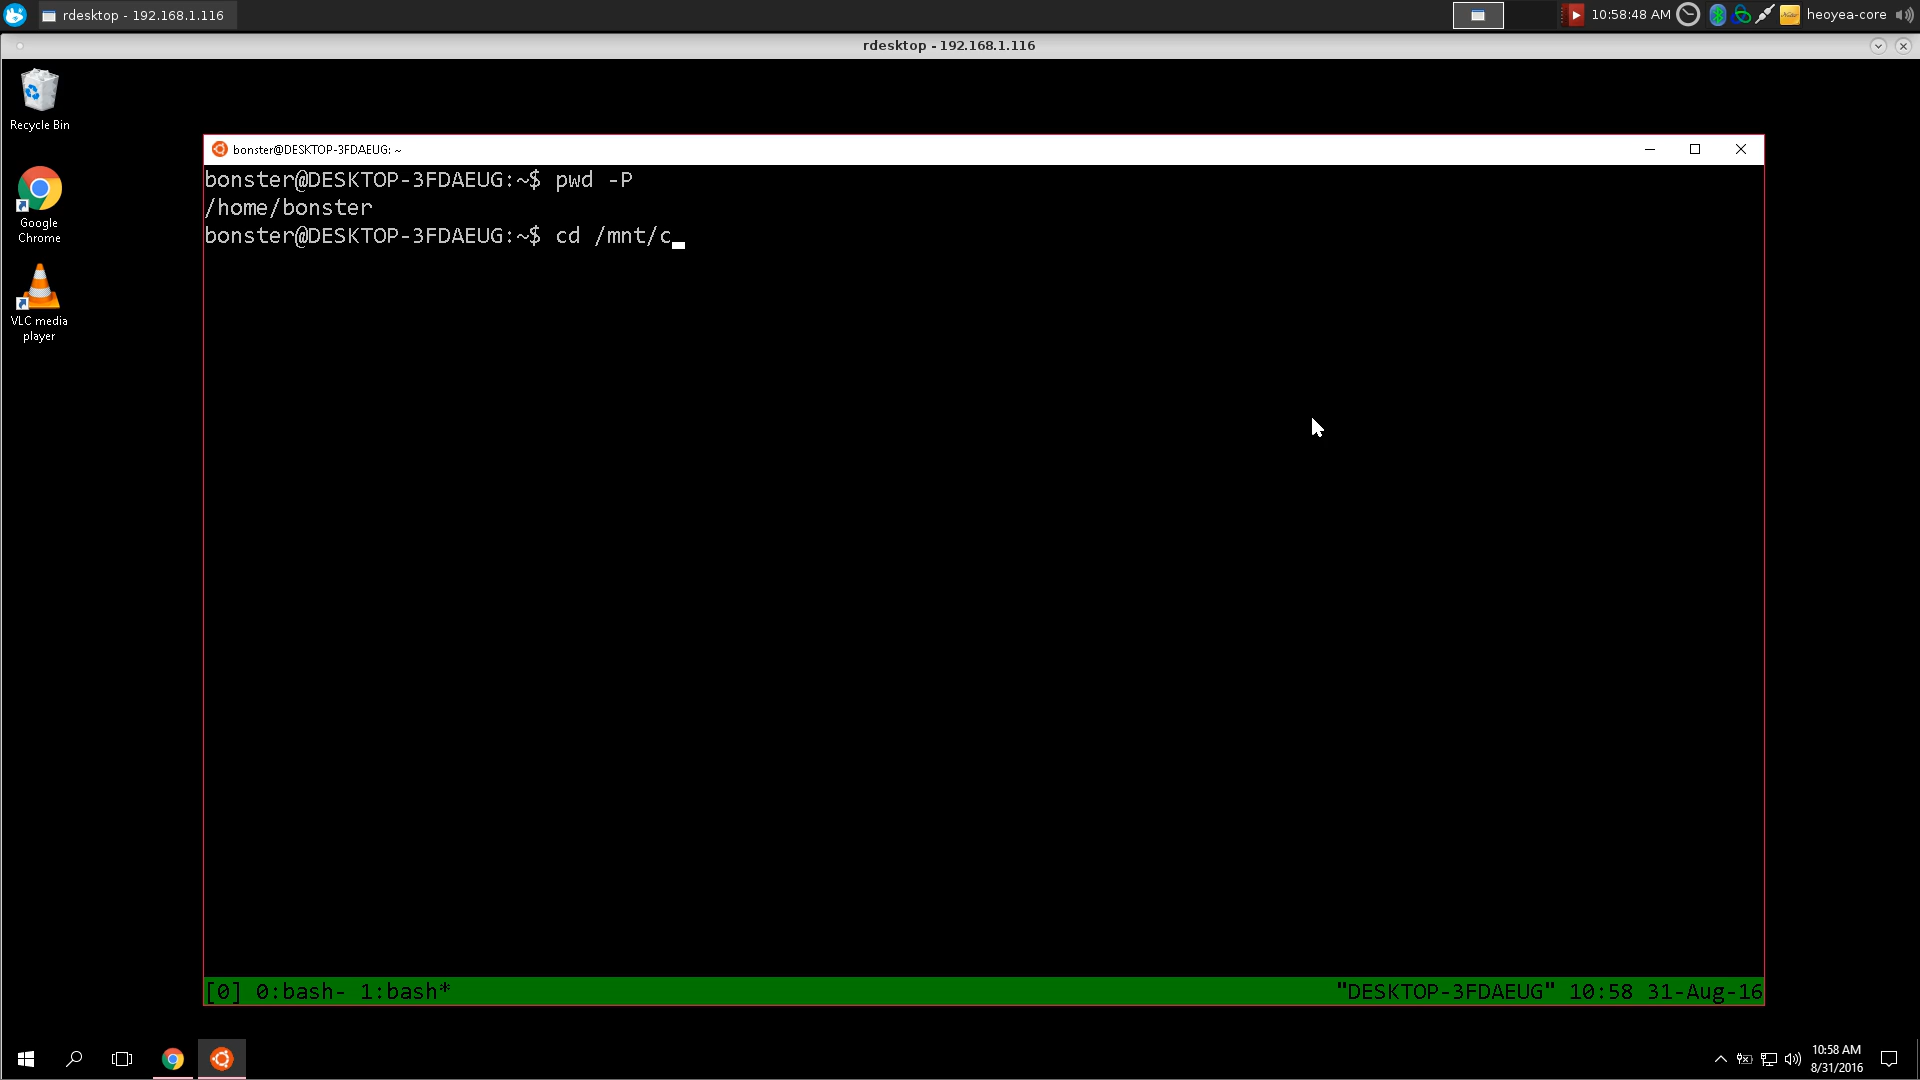 rdesktop - 192.168.1.116
10:58:48 AM
heoyea-core
rdesktop - 192.168.1.116
Recycle Bin
Google
Chrome
VLC media
player
bonster@DESKTOP-3FDAEUG: ~
bonster@DESKTOP-3FDAEUG:~$ pwd -P
/home/bonster
bonster@DESKTOP-3FDAEUG:~$ cd /mnt/c
[0] 0:bash- 1:bash*
"DESKTOP-3FDAEUG" 10:58 31-Aug-16
10:58 AM
8/31/2016